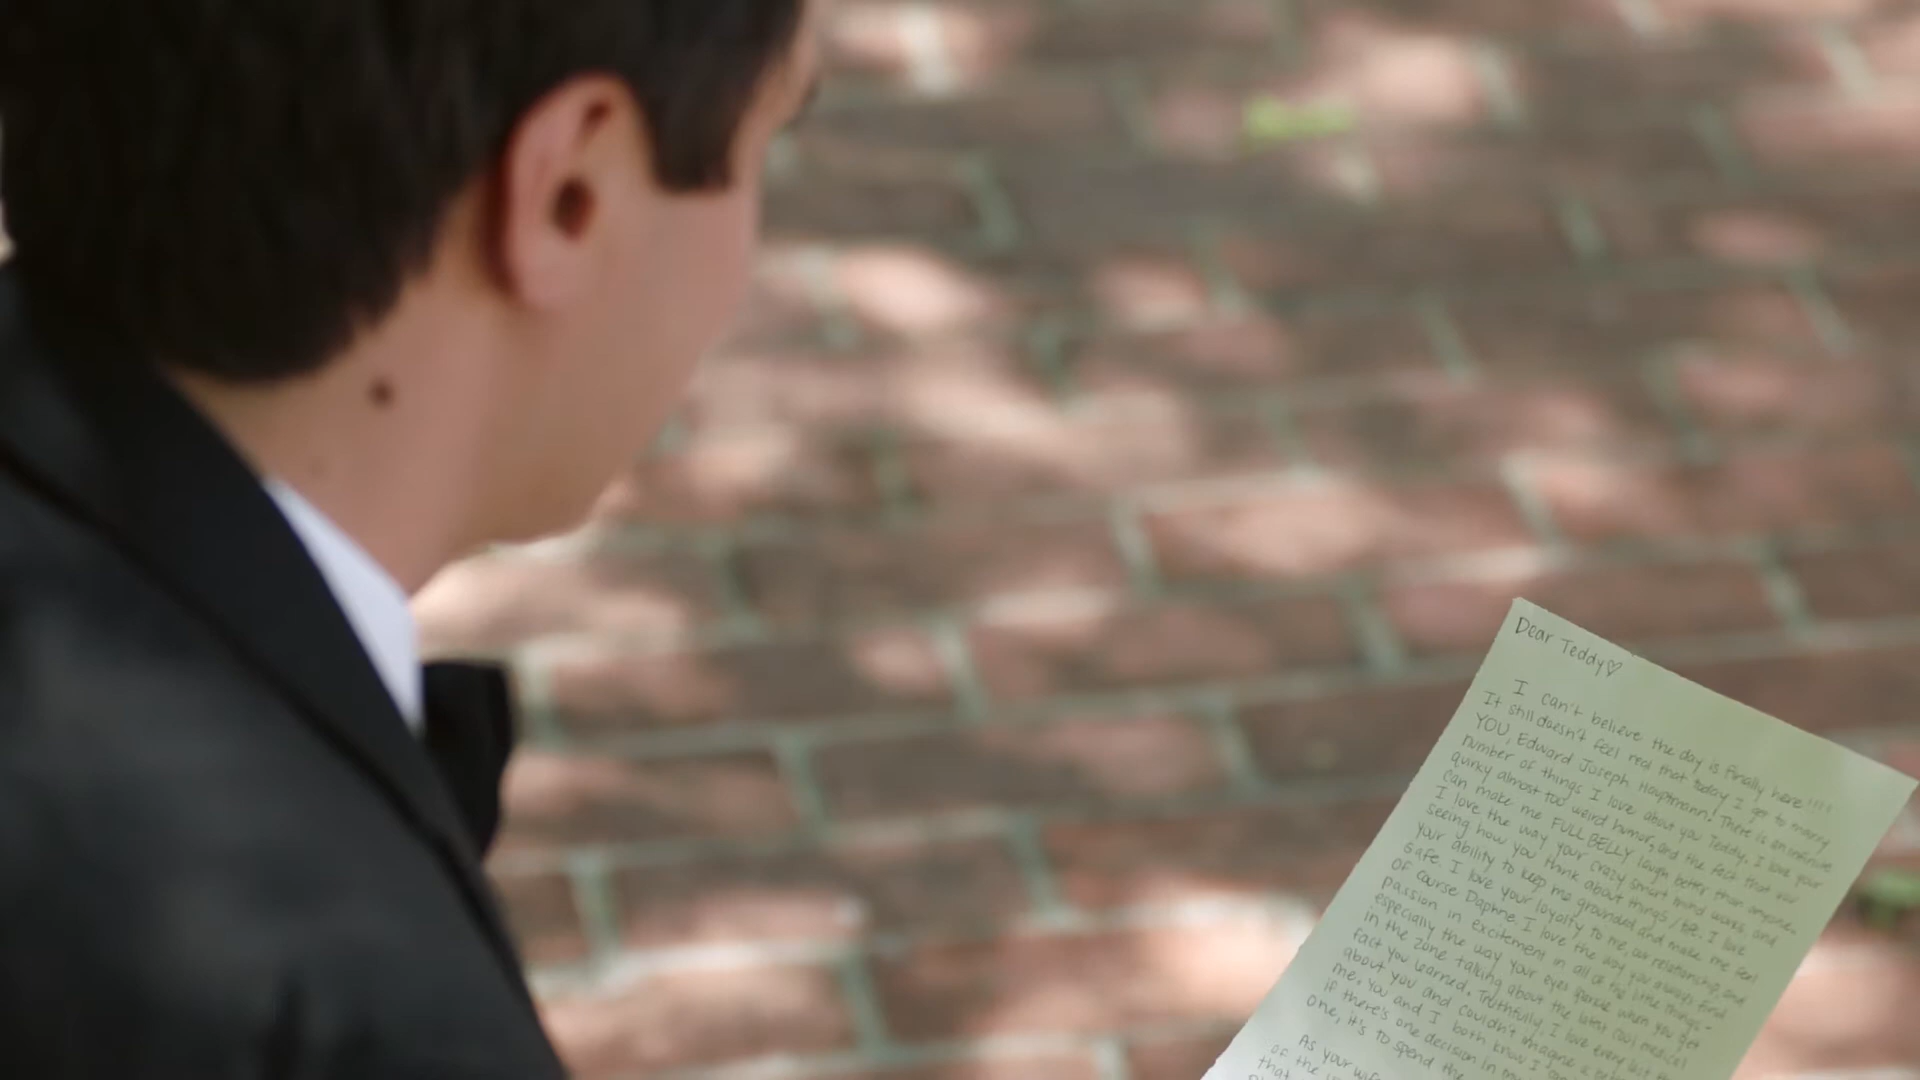 Dear Teddy♡
I can't believe the day is finally here!!!!
It still doesn't feel real that today I get to marry
YOU, Edward Joseph Hauptmann! There is an infinite
number of things I love about you Teddy. I love your
quirky almost too weird humor, and the fact that you
can make me FULL BELLY laugh better than anyone.
I love the way your crazy smart mind works, and
seeing how you think about things/life. I love
your ability to keep me grounded and make me feel
safe. I love your loyalty to me, our relationship, and
of course Daphne. I love the way you always find
passion in excitement in all of the little things-
especially the way your eyes when you get
in the zone talking about the latest cool medical
fact you learned. Truthfully, I love every last
about you and couldn't imagine a
me. You and I both know I
if there's one decision in my
one, it's to spend the
As your wife
of the
that